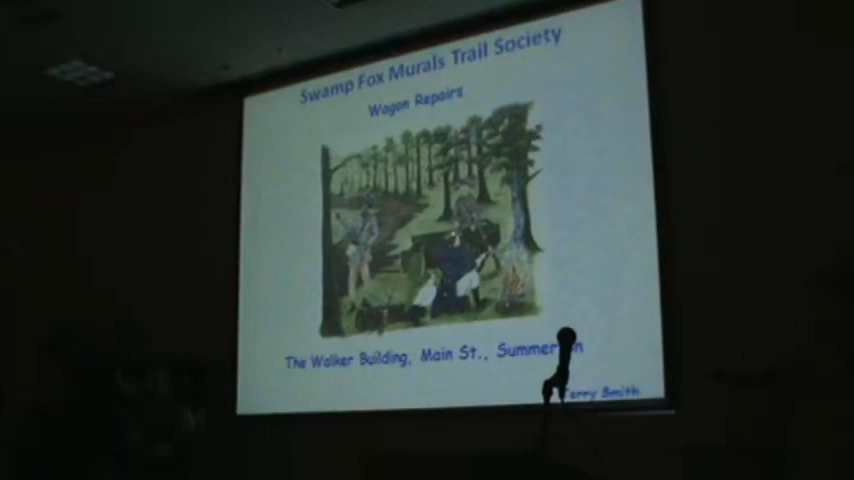 Swamp Fox Murals Trail Society
Wagon Repairs
The Walker Building, Main St.,
Smith